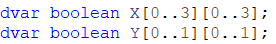 dvar boolean X[0..3][0..3];
dvar boolean Y[0..1][0..1];